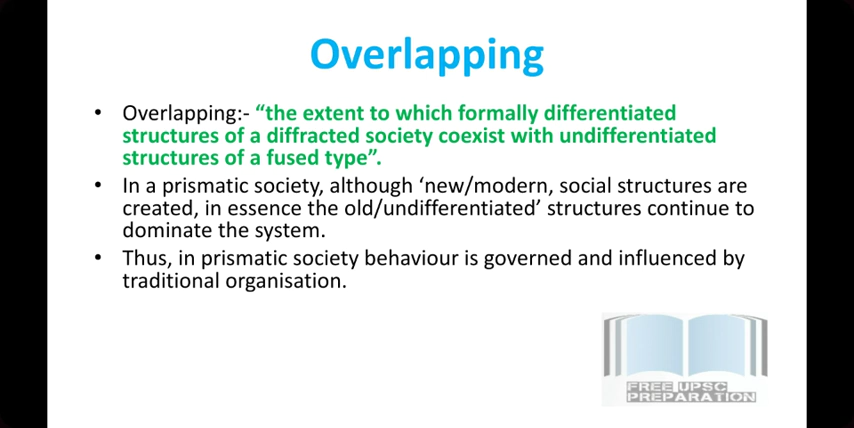 Overlapping
• Overlapping:- “the extent to which formally differentiated
structures of a diffracted society coexist with undifferentiated
structures of a fused type”.
• In a prismatic society, although ‘new/modern, social structures are
created, in essence the old/undifferentiated’ structures continue to
dominate the system.
• Thus, in prismatic society behaviour is governed and influenced by
traditional organisation.
FREE UPSC
PREPARATION